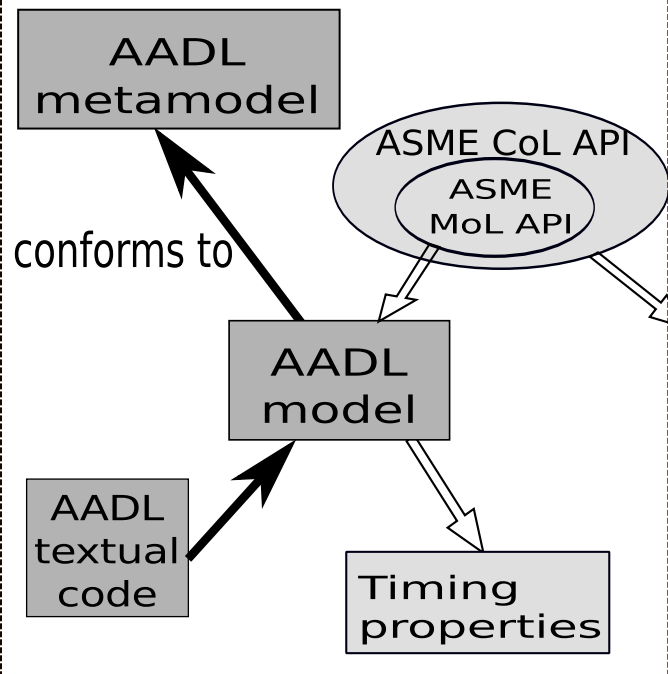 AADL
metamodel
ASME CoL API
ASME
MoL API
conforms to
AADL
model
AADL
textual
code
Timing
properties